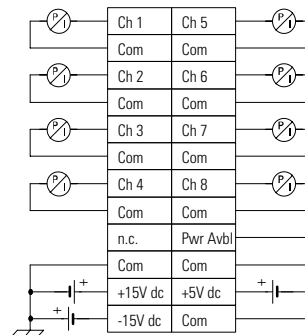 P I Ch 1 Ch 5 P I
Com Com
P I Ch 2 Ch 6 P I
Com Com
P I Ch 3 Ch 7 P I
Com Com
P I Ch 4 Ch 8 P I
Com Com
n.c. Pwr Avbl
Com Com
+ +15V dc +5V dc +
+ -15V dc Com